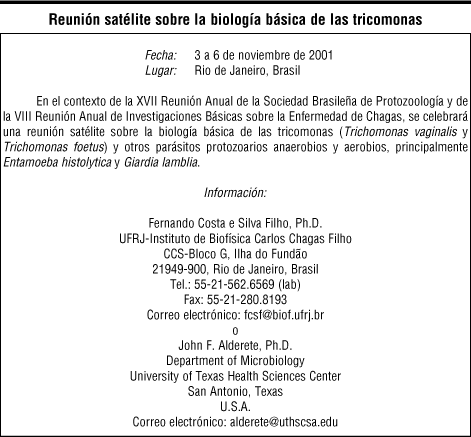 Reunión satélite sobre la biología básica de las tricomonas
Fecha: 3 a 6 de noviembre de 2001
Lugar: Rio de Janeiro, Brasil
En el contexto de la XVII Reunión Anual de la Sociedad Brasileña de Protozoología y de
la VIII Reunión Anual de Investigaciones Básicas sobre la Enfermedad de Chagas, se celebrará
una reunión satélite sobre la biología básica de las tricomonas (Trichomonas vaginalis y
Trichomonas foetus) y otros parásitos protozoarios anaerobios y aerobios, principalmente
Entamoeba histolytica y Giardia lamblia.
Información:
Fernando Costa e Silva Filho, Ph.D.
UFRJ-Instituto de Biofísica Carlos Chagas Filho
CCS-Bloco G, Ilha do Fundão
21949-900, Rio de Janeiro, Brasil
Tel.: 55-21-562.6569 (lab)
Fax: 55-21-280.8193
Correo electrónico: fcsf@biof.ufrj.br
o
John F. Alderete, Ph.D.
Department of Microbiology
University of Texas Health Sciences Center
San Antonio, Texas
U.S.A.
Correo electrónico: alderete@uthscsa.edu